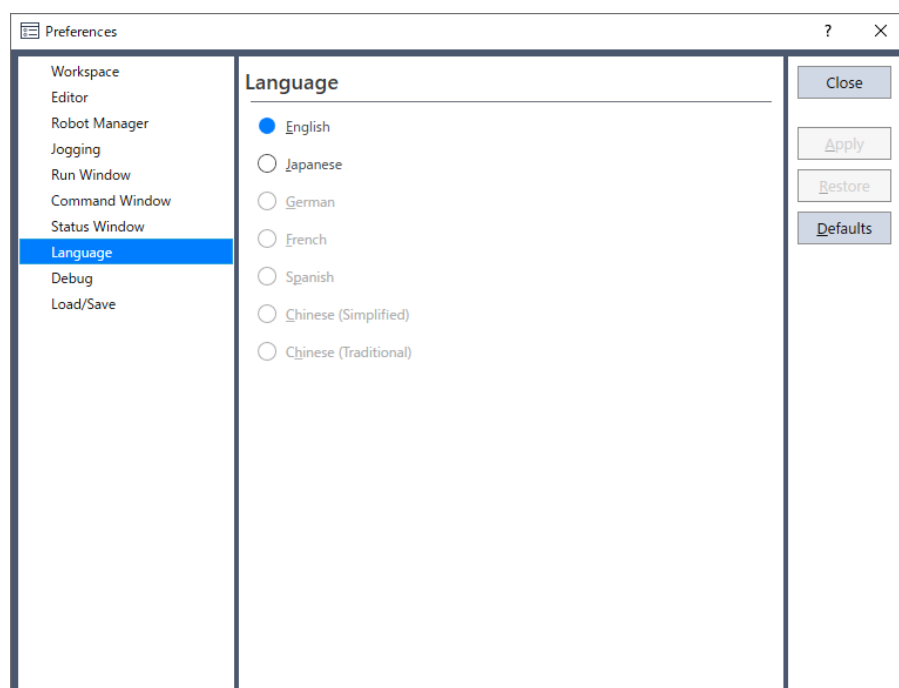 Preferences
?
Workspace
Editor
Robot Manager
Jogging
Run Window
Command Window
Status Window
Language
Debug
Load/Save
Language
English
Japanese
German
French
Spanish
Chinese (Simplified)
Chinese (Traditional)
Close
Apply
Restore
Defaults